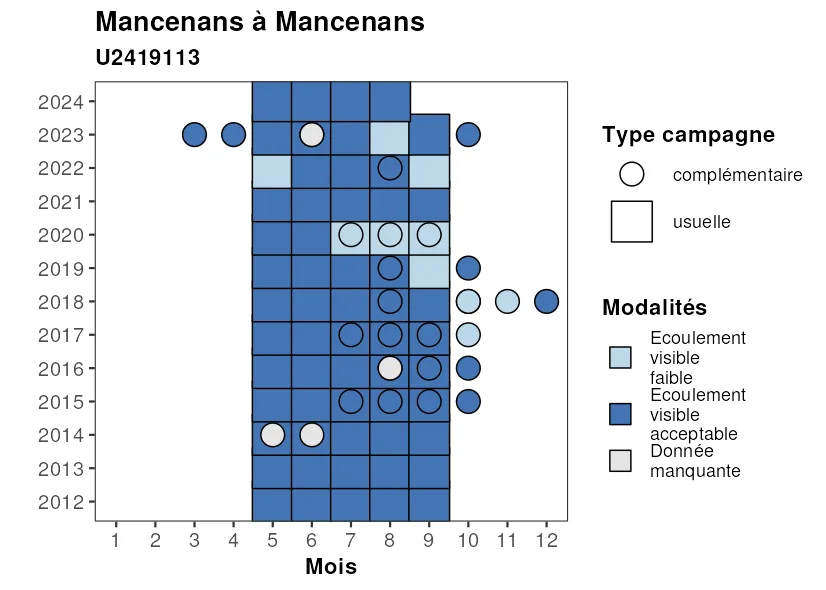 Mancenans à Mancenans
U2419113
2024
2023
2022
2021
2020
2019
2018
2017
2016
2015
2014
2013
2012
1 2 3 4 5 6 7 8 9 10 11 12
Mois
Type campagne
complémentaire
usuelle
Modalités
Ecoulement
visible
faible
Ecoulement
visible
acceptable
Donnée
manquante